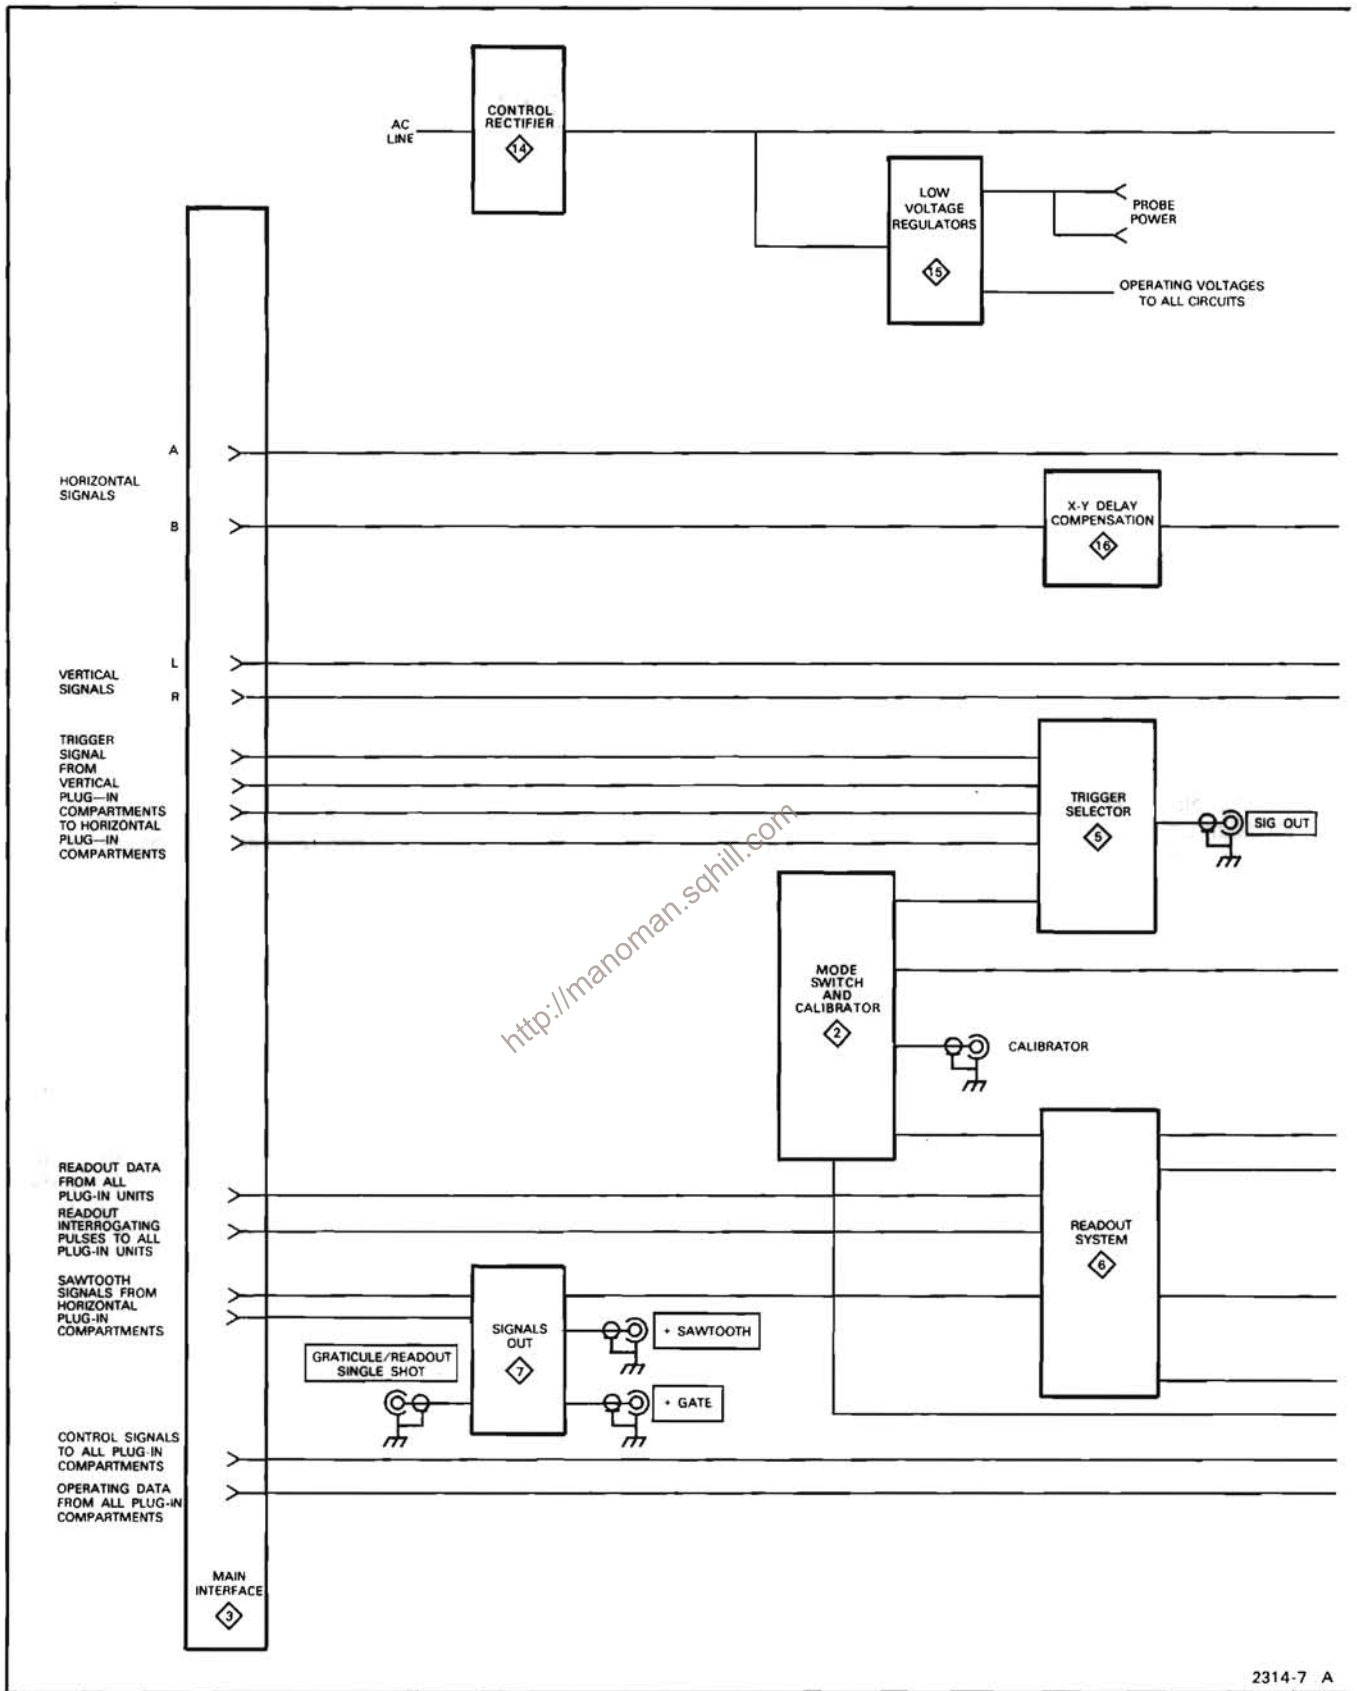 CONTROL
RECTIFIER
14
AC
LINE
LOW
VOLTAGE
REGULATORS
15
PROBE
POWER
OPERATING VOLTAGES
TO ALL CIRCUITS
A
HORIZONTAL
SIGNALS
B
X-Y DELAY
COMPENSATION
16
L
VERTICAL
SIGNALS
R
TRIGGER
SIGNAL
FROM
VERTICAL
PLUG—IN
COMPARTMENTS
TO HORIZONTAL
PLUG—IN
COMPARTMENTS
TRIGGER
SELECTOR
5
SIG OUT
MODE
SWITCH
AND
CALIBRATOR
2
CALIBRATOR
http://manoman.sqhill.com
READOUT DATA
FROM ALL
PLUG-IN UNITS
READOUT
INTERROGATING
PULSES TO ALL
PLUG-IN UNITS
READOUT
SYSTEM
6
SAWTOOTH
SIGNALS FROM
HORIZONTAL
PLUG-IN
COMPARTMENTS
SIGNALS
OUT
7
+ SAWTOOTH
GRATICULE/READOUT
SINGLE SHOT
+ GATE
CONTROL SIGNALS
TO ALL PLUG-IN
COMPARTMENTS
OPERATING DATA
FROM ALL PLUG-IN
COMPARTMENTS
MAIN
INTERFACE
3
2314-7 A